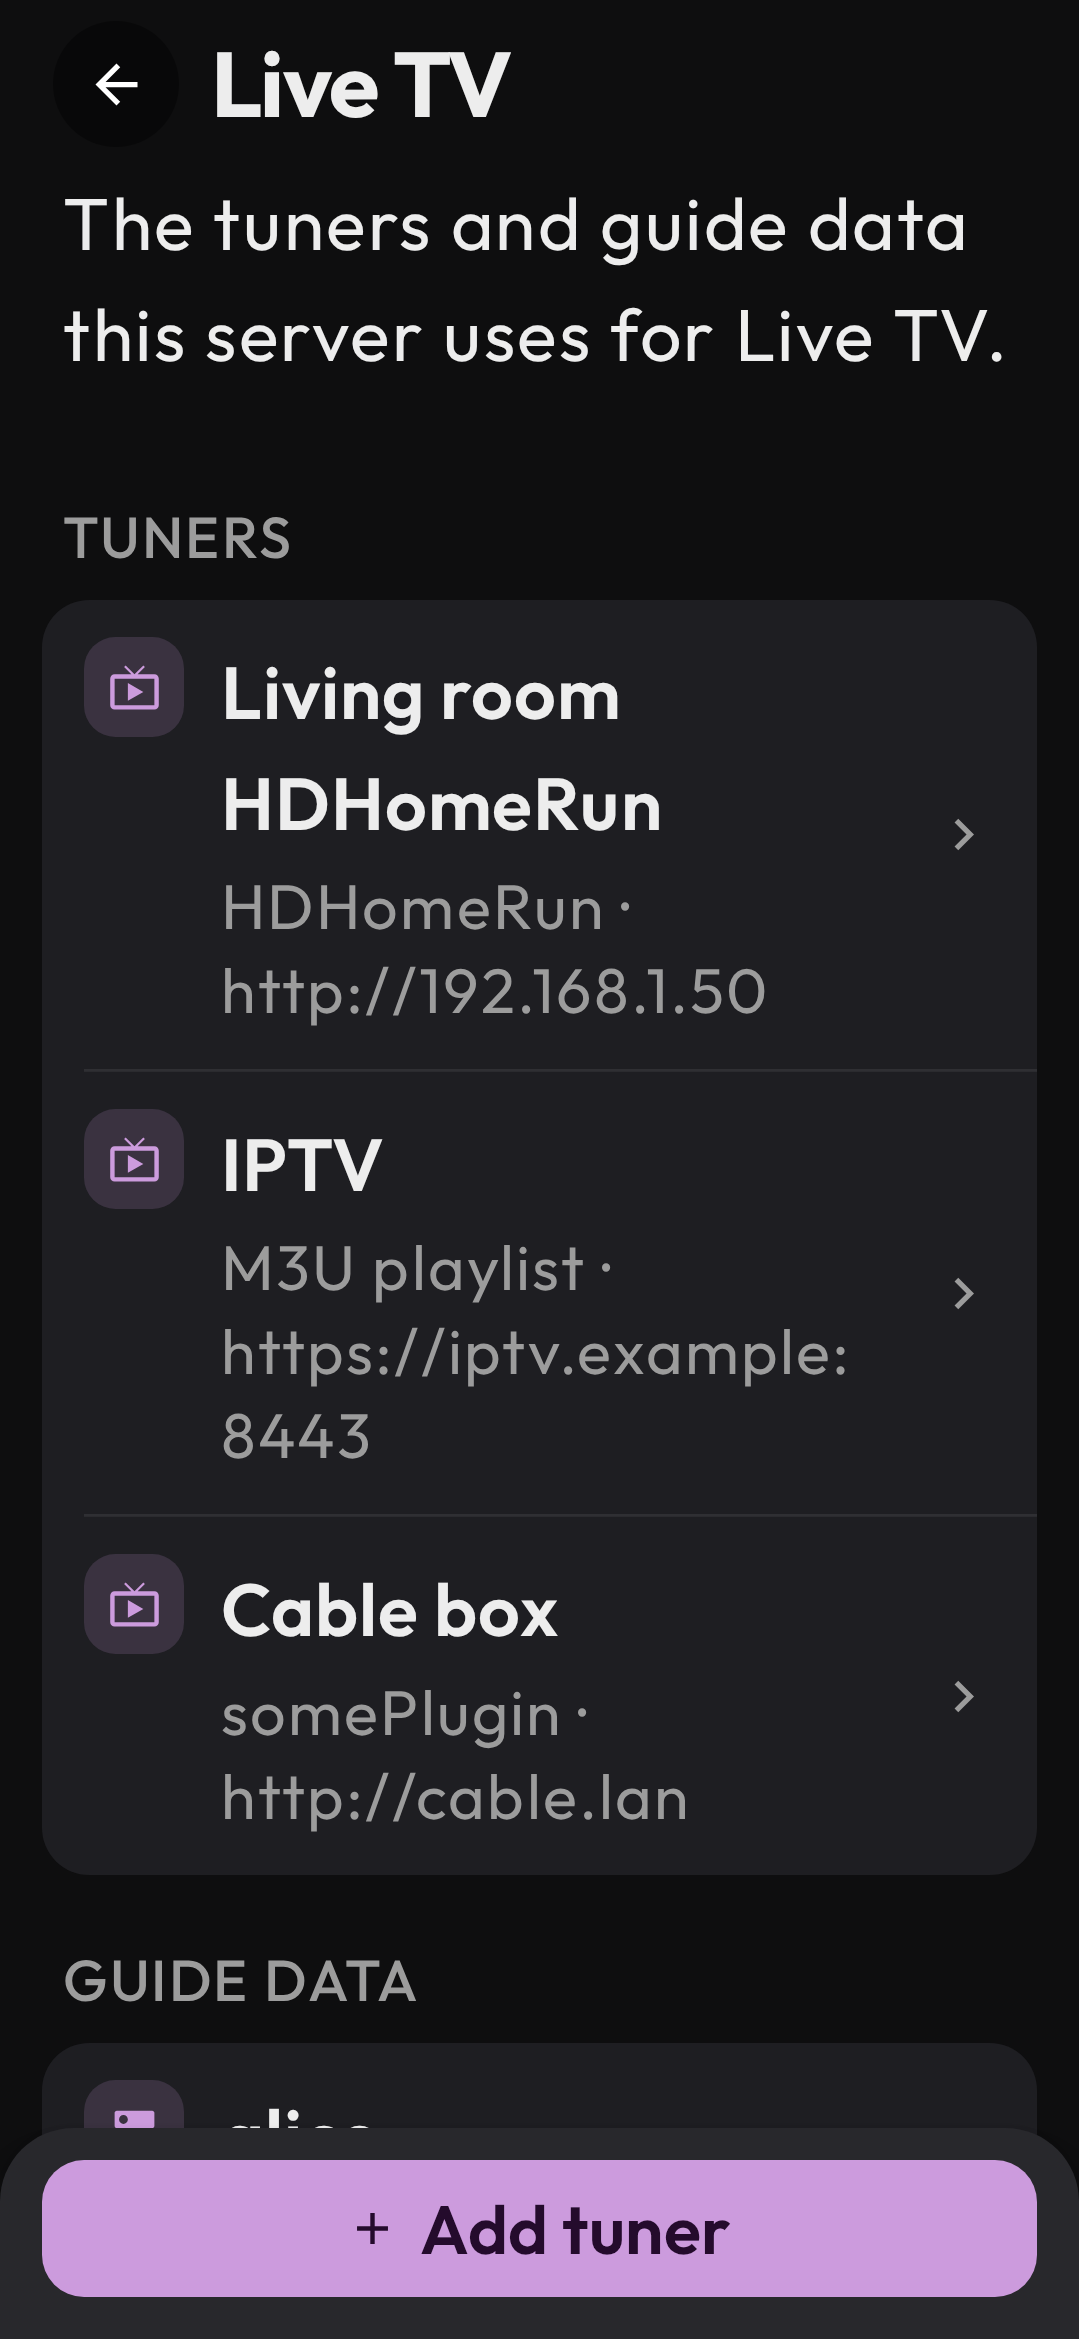 Live TV
The tuners and guide data
this server uses for Live TV.
TUNERS
Living room
HDHomeRun
HDHomeRun ·
http://192.168.1.50
IPTV
M3U playlist ·
https://iptv.example:
8443
Cable box
somePlugin ·
http://cable.lan
GUIDE DATA
+ Add tuner